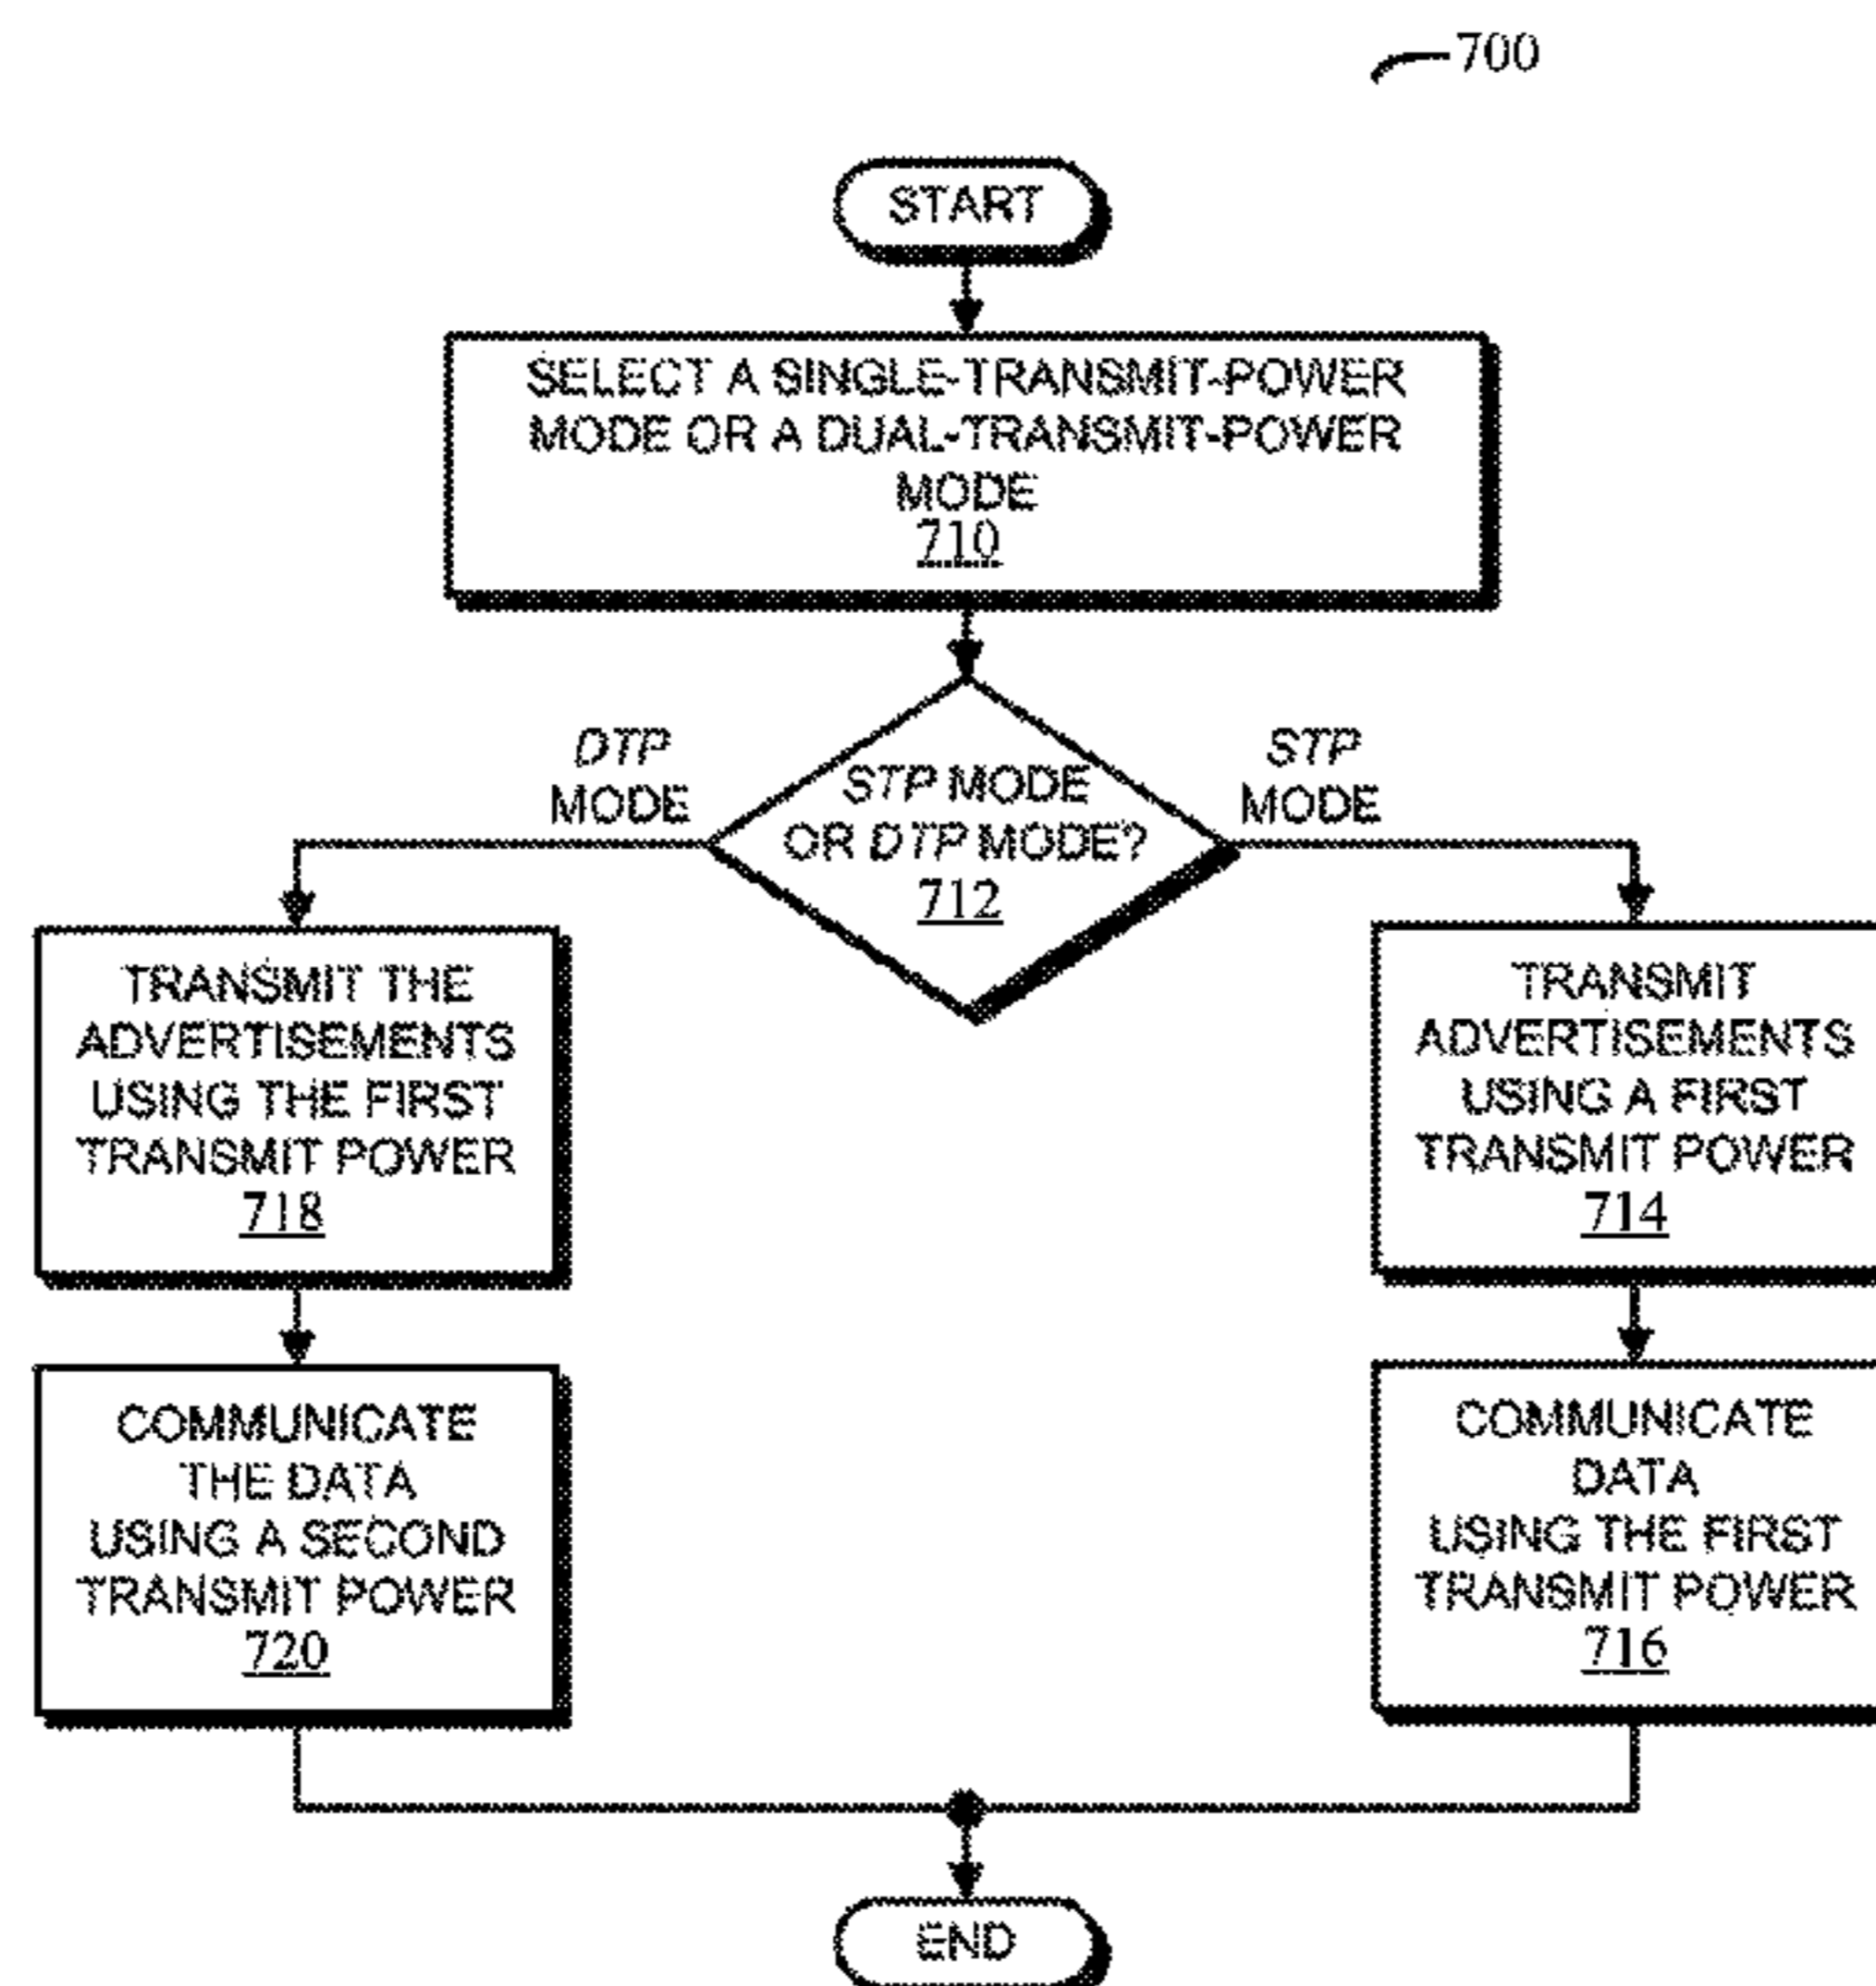 700
START
SELECT A SINGLE-TRANSMIT-POWER
MODE OR A DUAL-TRANSMIT-POWER
MODE
710
DTP
MODE
STP MODE
OR DTP MODE?
712
STP
MODE
TRANSMIT THE
ADVERTISEMENTS
USING THE FIRST
TRANSMIT POWER
718
TRANSMIT
ADVERTISEMENTS
USING A FIRST
TRANSMIT POWER
714
COMMUNICATE
THE DATA
USING A SECOND
TRANSMIT POWER
720
COMMUNICATE
DATA
USING THE FIRST
TRANSMIT POWER
716
END